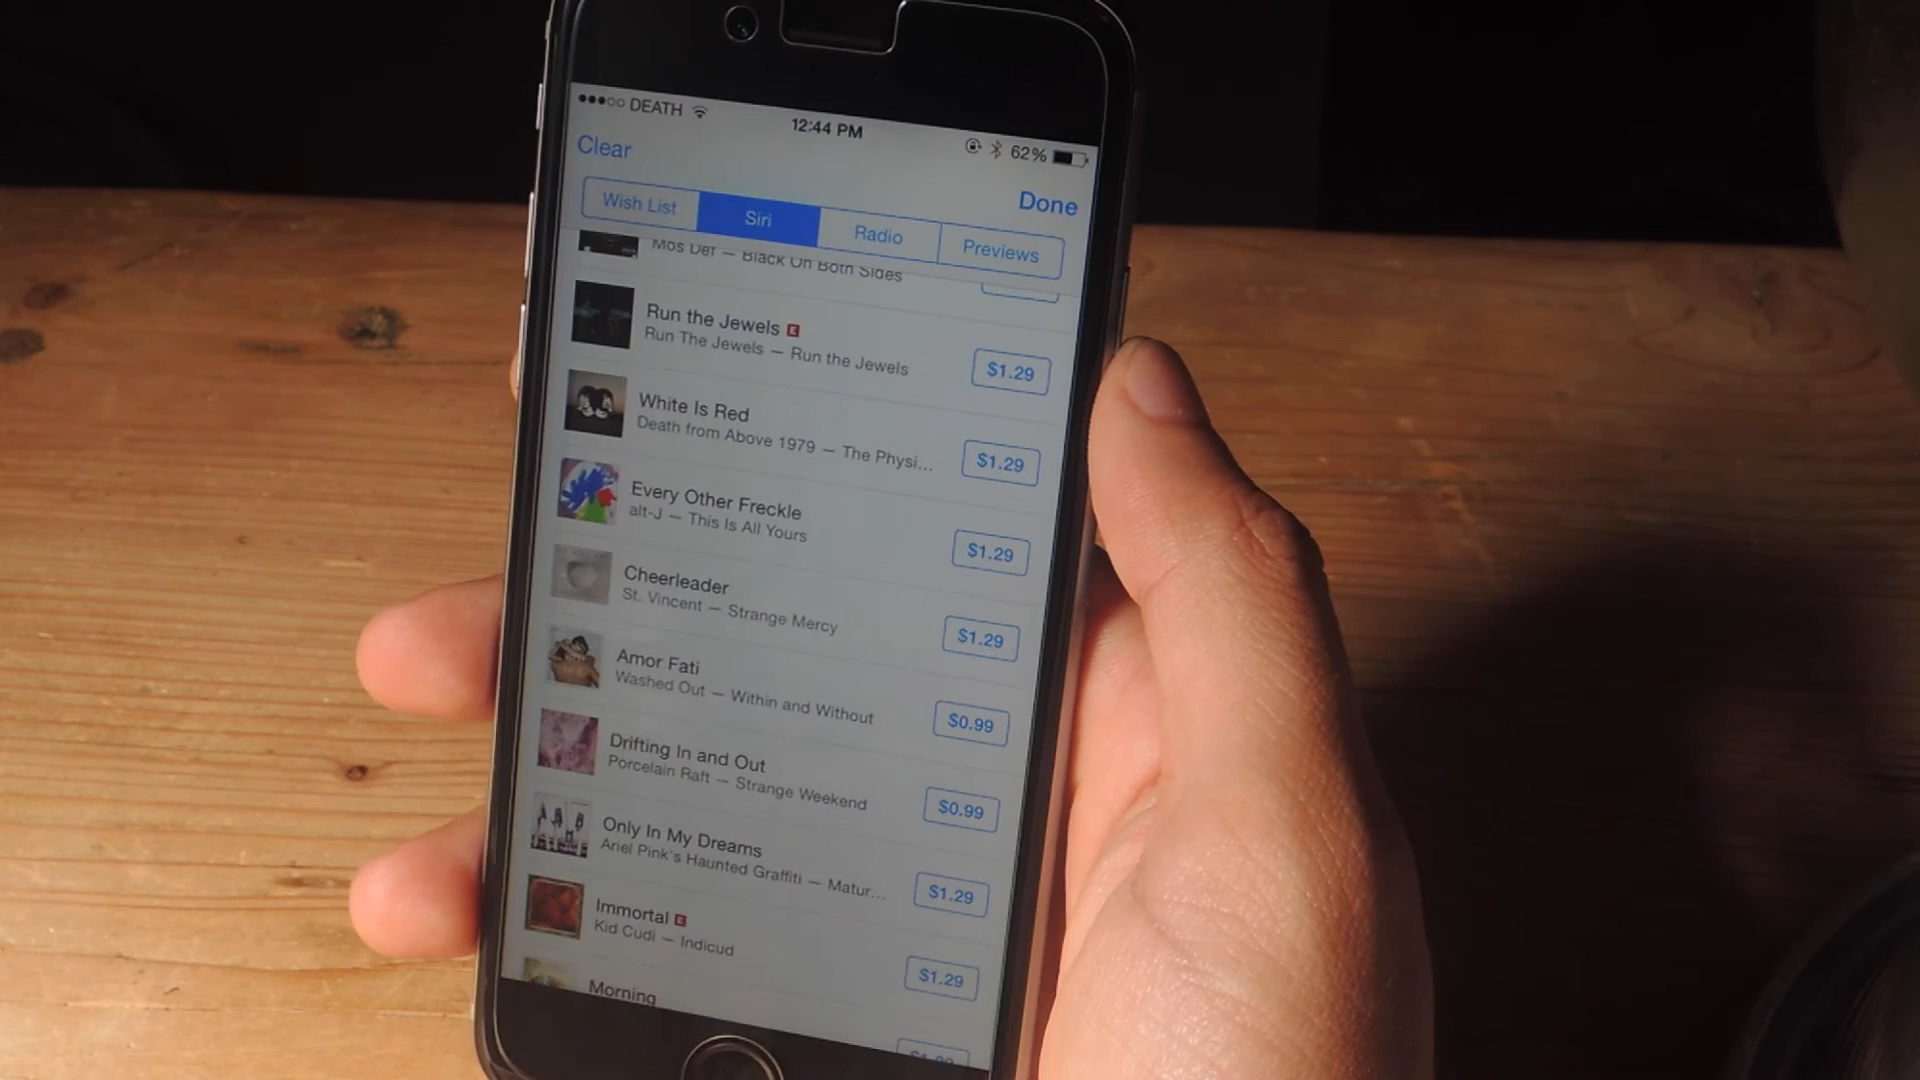 DEATH
12:44 PM
62%
Clear
Done
Wish List
Siri
Radio
Previews
Mos Def — Black On Both Sides
Run the Jewels E
Run The Jewels — Run the Jewels
$1.29
White Is Red
Death from Above 1979 — The Physi...
$1.29
Every Other Freckle
alt-J — This Is All Yours
$1.29
Cheerleader
St. Vincent — Strange Mercy
$1.29
Amor Fati
Washed Out — Within and Without
$0.99
Drifting In and Out
Porcelain Raft — Strange Weekend
$0.99
Only In My Dreams
Ariel Pink's Haunted Graffiti — Matur...
$1.29
Immortal E
Kid Cudi — Indicud
$1.29
Morning